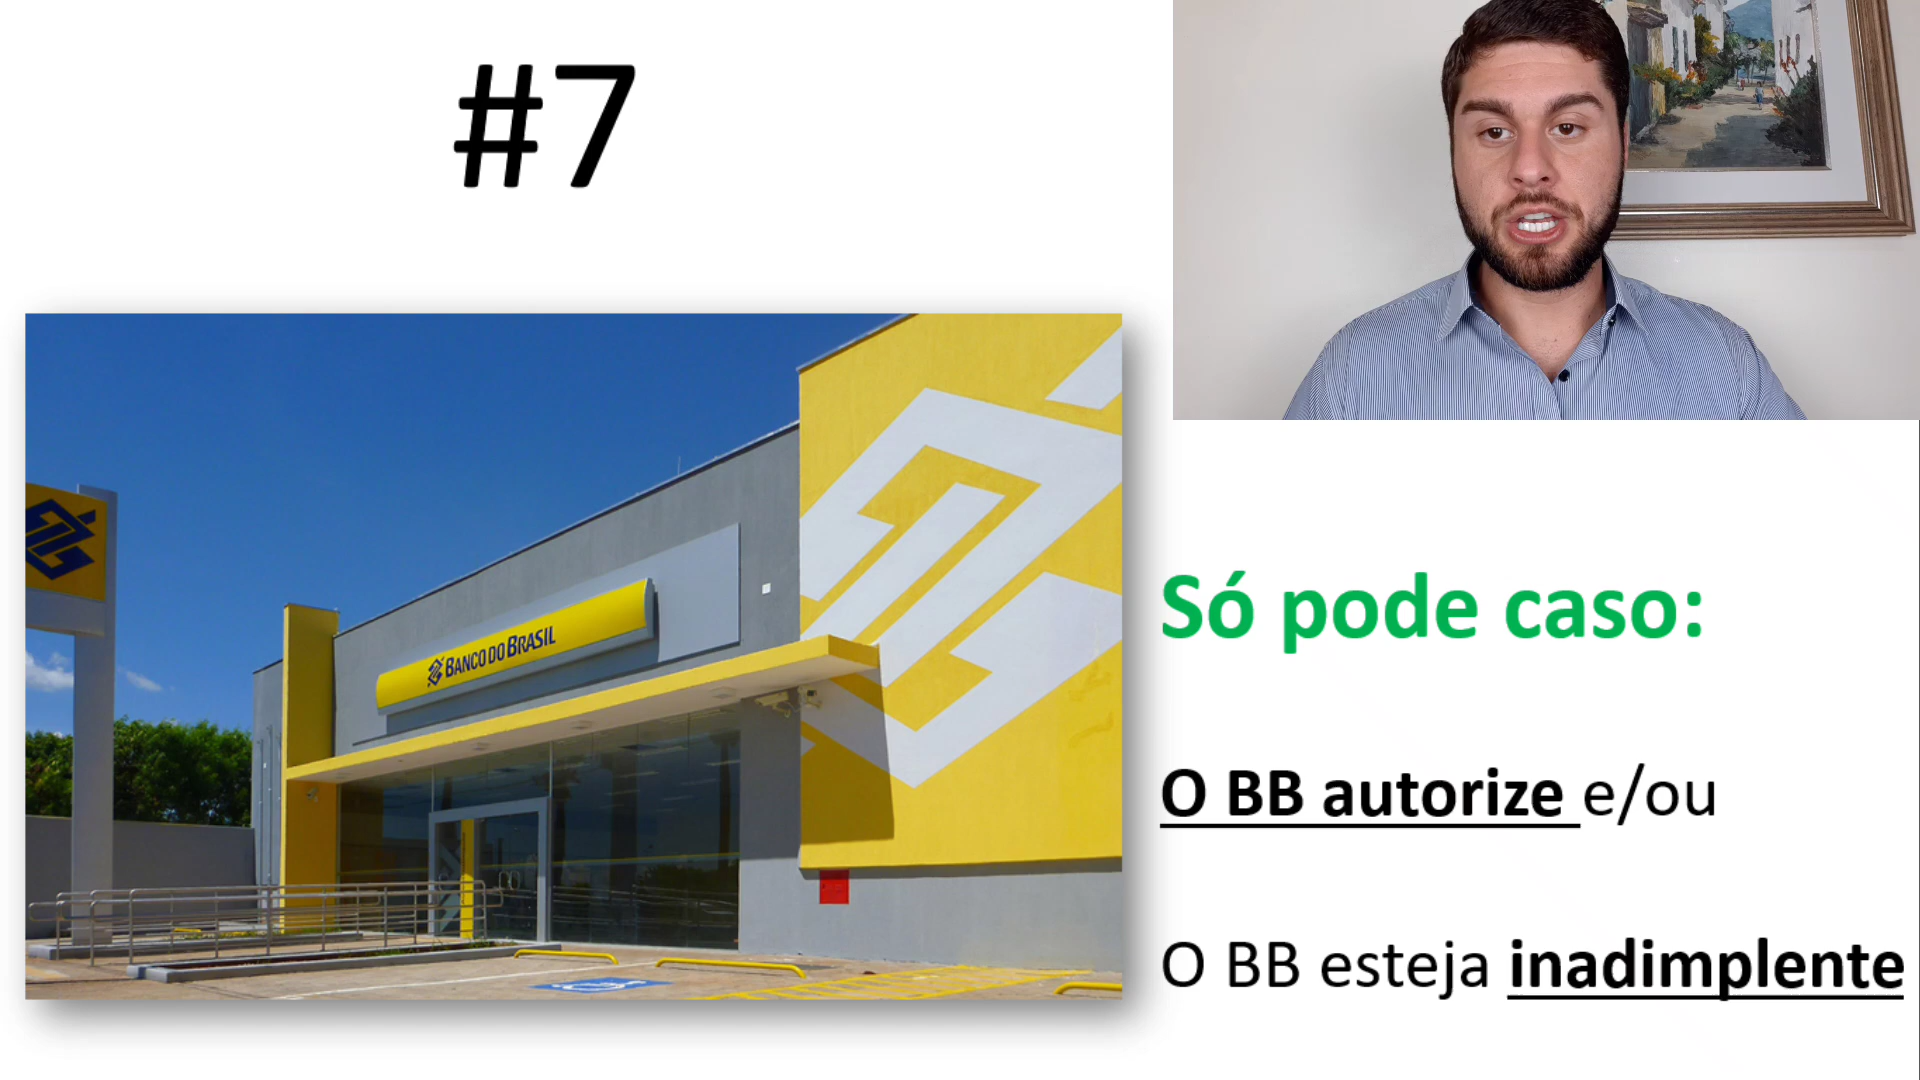 #7
BANCO DO BRASIL
Só pode caso:
O BB autorize e/ou
O BB esteja inadimplente